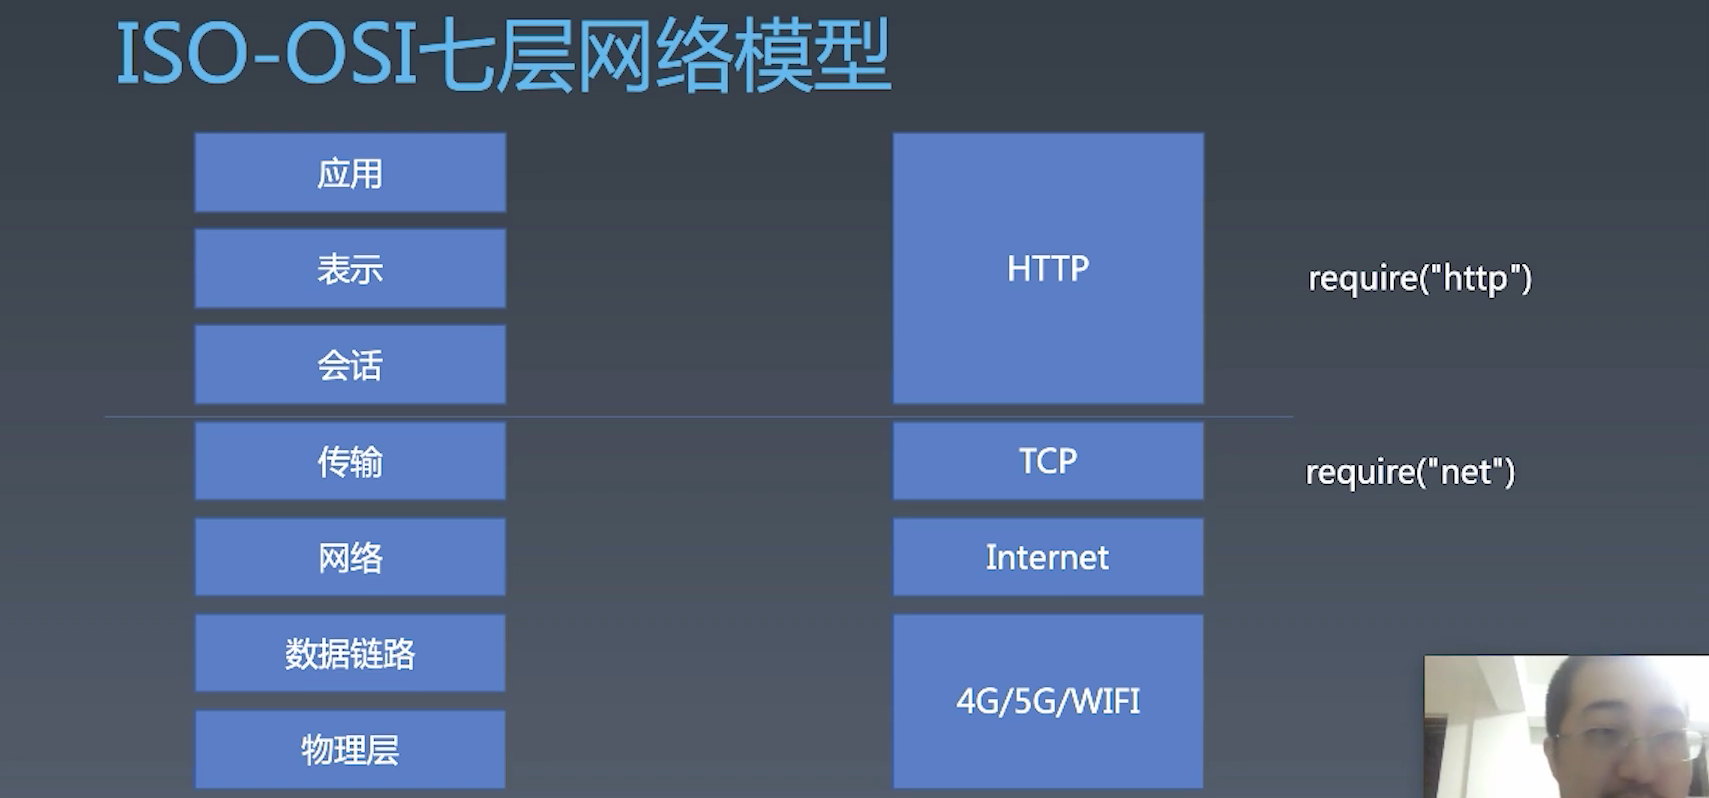 ISO-OSI七层网络模型
应用
表示
会话
传输
网络
数据链路
物理层
HTTP
TCP
Internet
4G/5G/WIFI
require("http")
require("net")